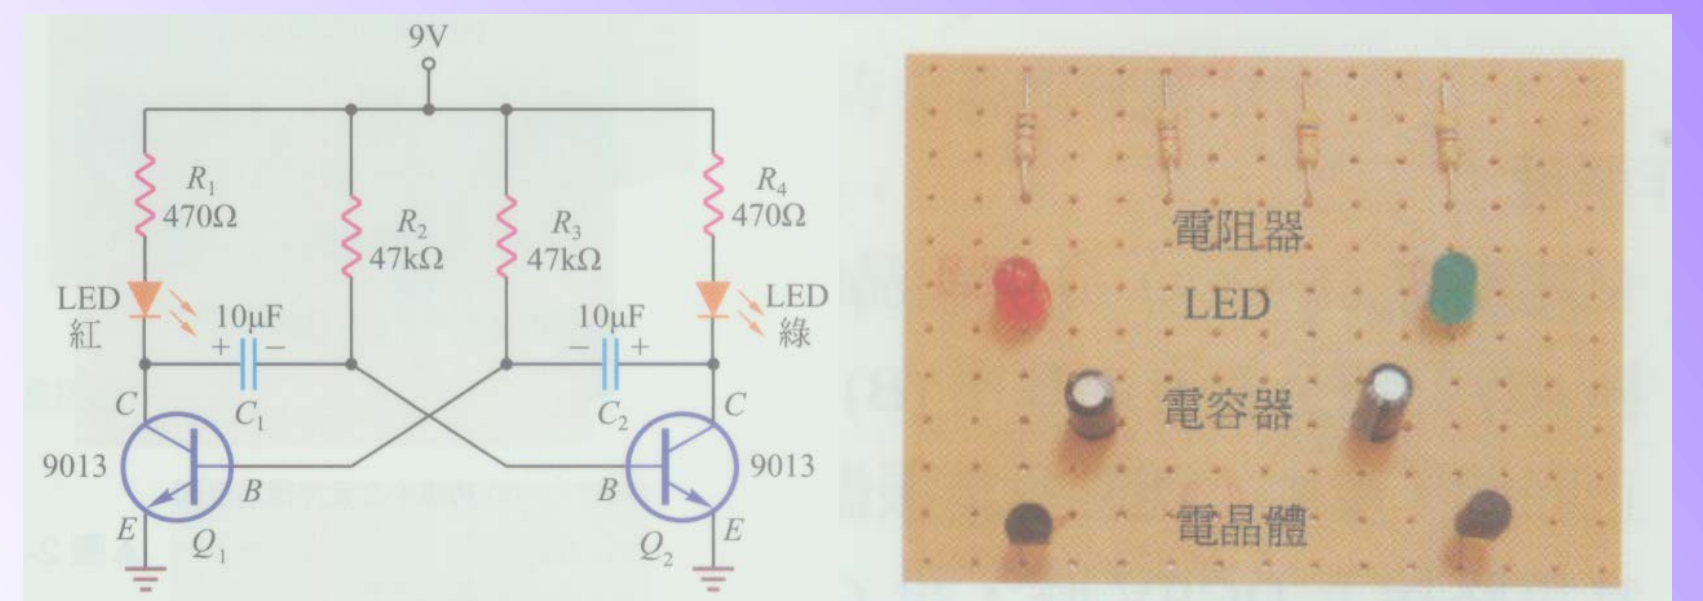 9V
R1
470Ω
R2
47kΩ
R3
47kΩ
R4
470Ω
LED
紅
10μF
+ −
C1
10μF
− +
C2
LED
綠
C
9013
B
E
Q1
C
9013
B
E
Q2
電阻器
LED
電容器
電晶體